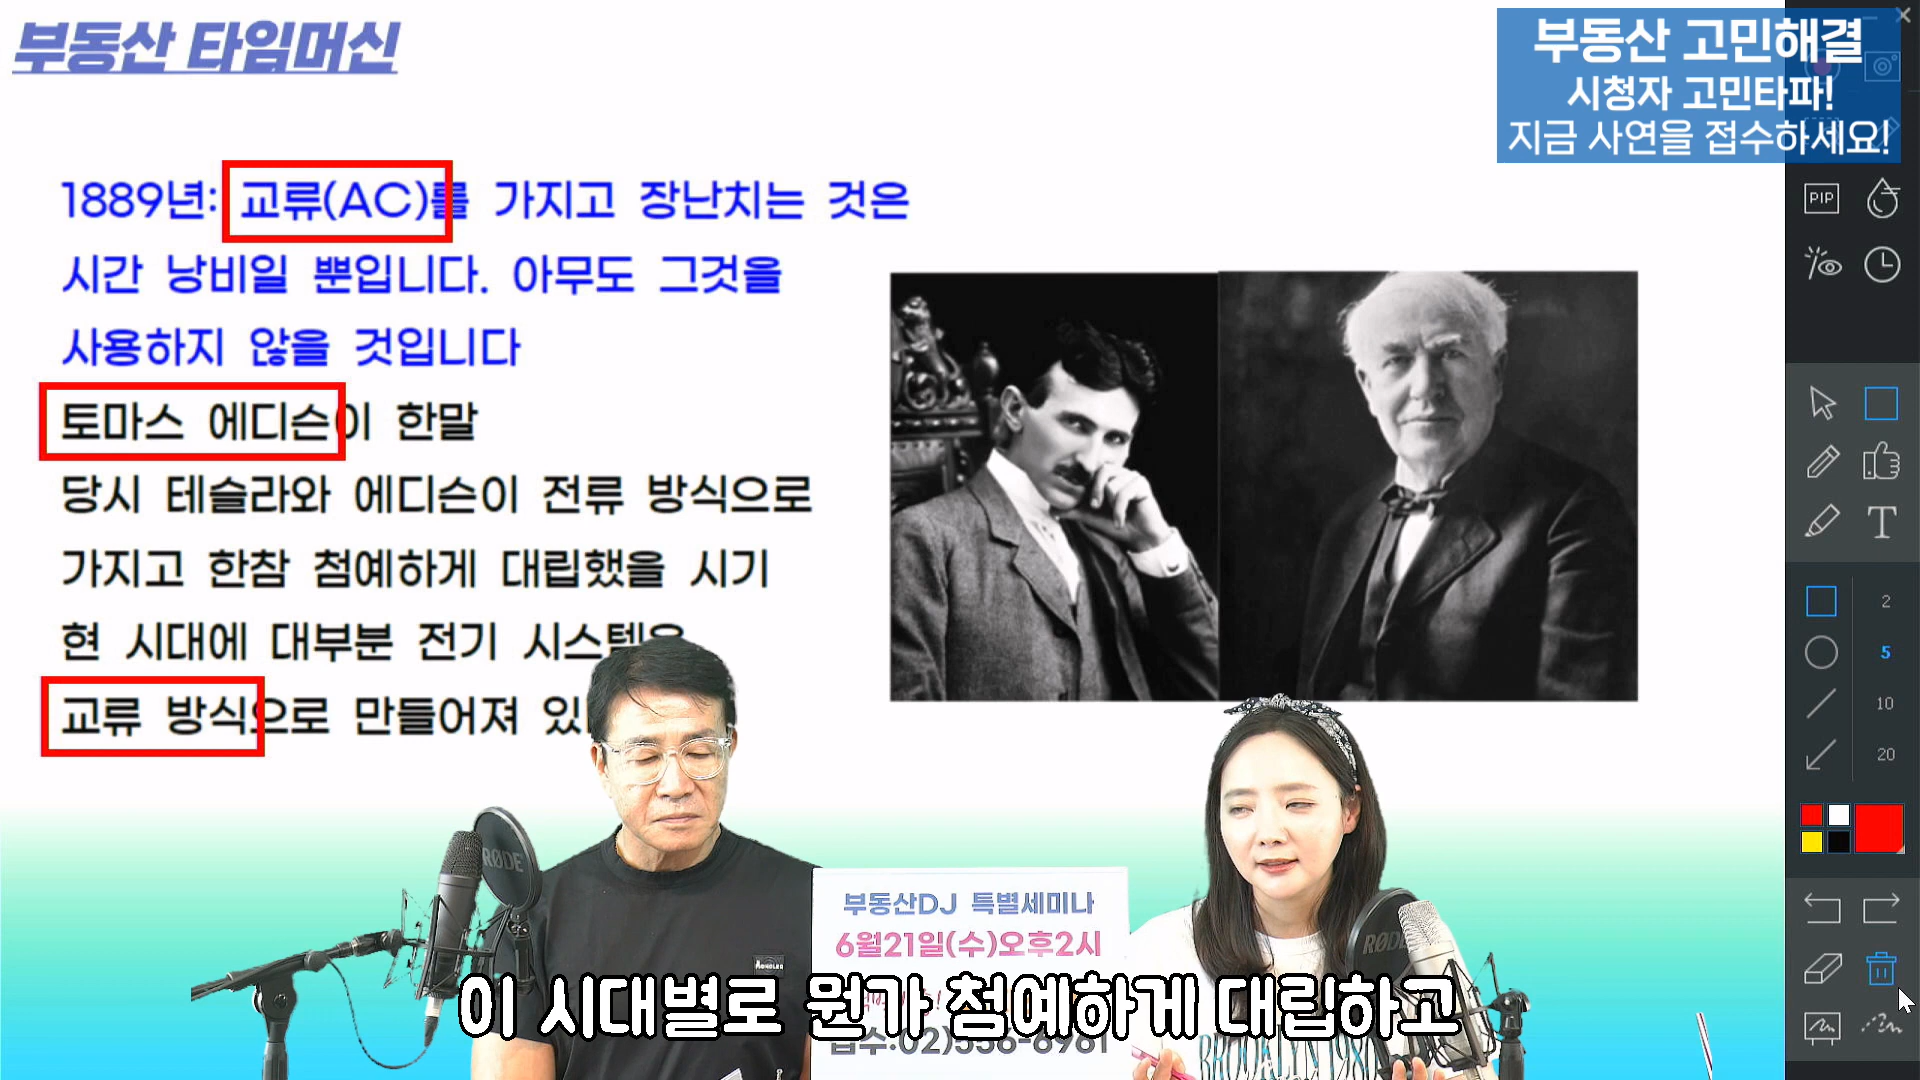 부동산 타임머신
부동산 고민해결
시청자 고민타파!
지금 사연을 접수하세요!
1889년: 교류(AC)를 가지고 장난치는 것은
시간 낭비일 뿐입니다. 아무도 그것을
사용하지 않을 것입니다
토마스 에디슨이 한말
당시 테슬라와 에디슨이 전류 방식으로
가지고 한참 첨예하게 대립했을 시기
현 시대에 대부분 전기 시스템은
교류 방식으로 만들어져
PIP
T
2
5
10
20
RØDE
RØDE
부동산DJ 특별세미나
6월21일(수)오후2시
이 시대별로 뭔가 첨예하게 대립하고